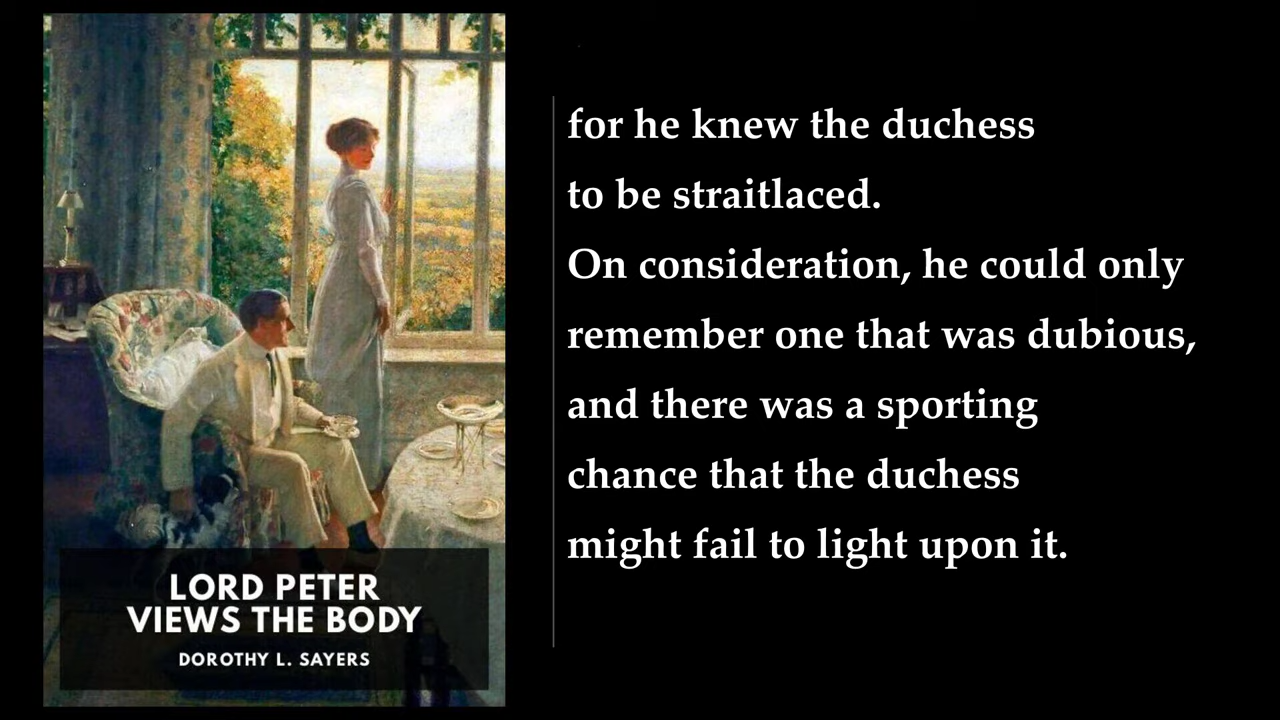 LORD PETER
VIEWS THE BODY
DOROTHY L. SAYERS
for he knew the duchess
to be straitlaced.
On consideration, he could only
remember one that was dubious,
and there was a sporting
chance that the duchess
might fail to light upon it.